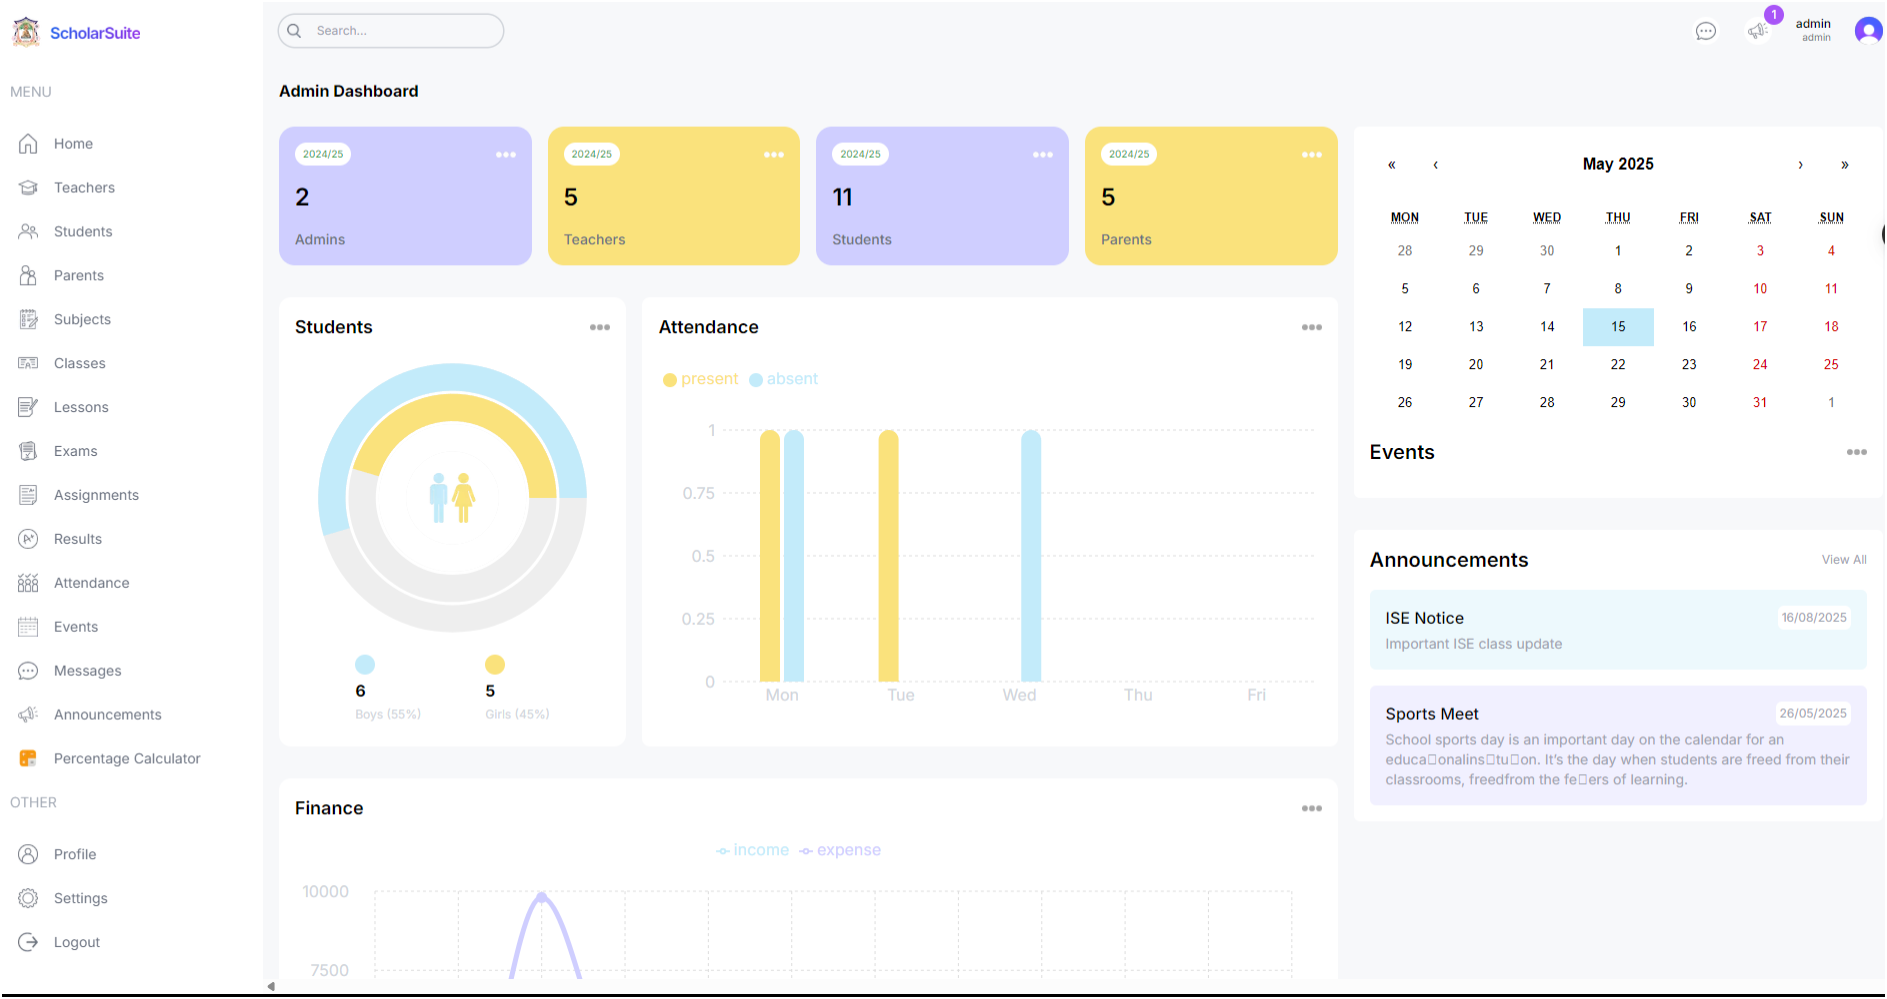 ScholarSuite
MENU
Home
Teachers
Students
Parents
Subjects
Classes
Lessons
Exams
Assignments
Results
Attendance
Events
Messages
Announcements
Percentage Calculator
OTHER
Profile
Settings
Logout
Search...
1
admin
admin
Admin Dashboard
2024/25
2
Admins
2024/25
5
Teachers
2024/25
11
Students
2024/25
5
Parents
Students
6
Boys (55%)
5
Girls (45%)
Attendance
present absent
1
0.75
0.5
0.25
0
Mon Tue Wed Thu Fri
Finance
income expense
10000
7500
« ‹ May 2025 › »
MON TUE WED THU FRI SAT SUN
28 29 30 1 2 3 4
5 6 7 8 9 10 11
12 13 14 15 16 17 18
19 20 21 22 23 24 25
26 27 28 29 30 31 1
Events
Announcements View All
ISE Notice 16/08/2025
Important ISE class update
Sports Meet 26/05/2025
School sports day is an important day on the calendar for an
educa▯onalins▯tu▯on. It's the day when students are freed from their
classrooms, freedfrom the fe▯ers of learning.